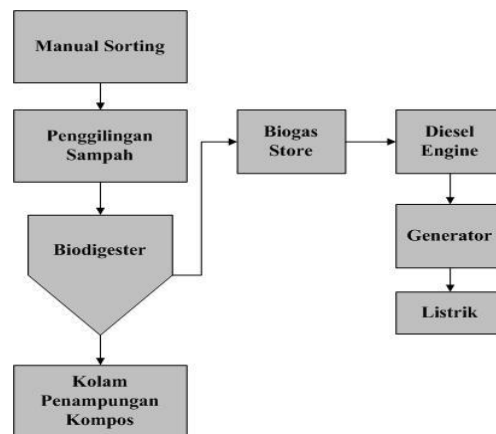 Manual Sorting
Penggilingan
Sampah
Biodigester
Kolam
Penampungan
Kompos
Biogas
Store
Diesel
Engine
Generator
Listrik